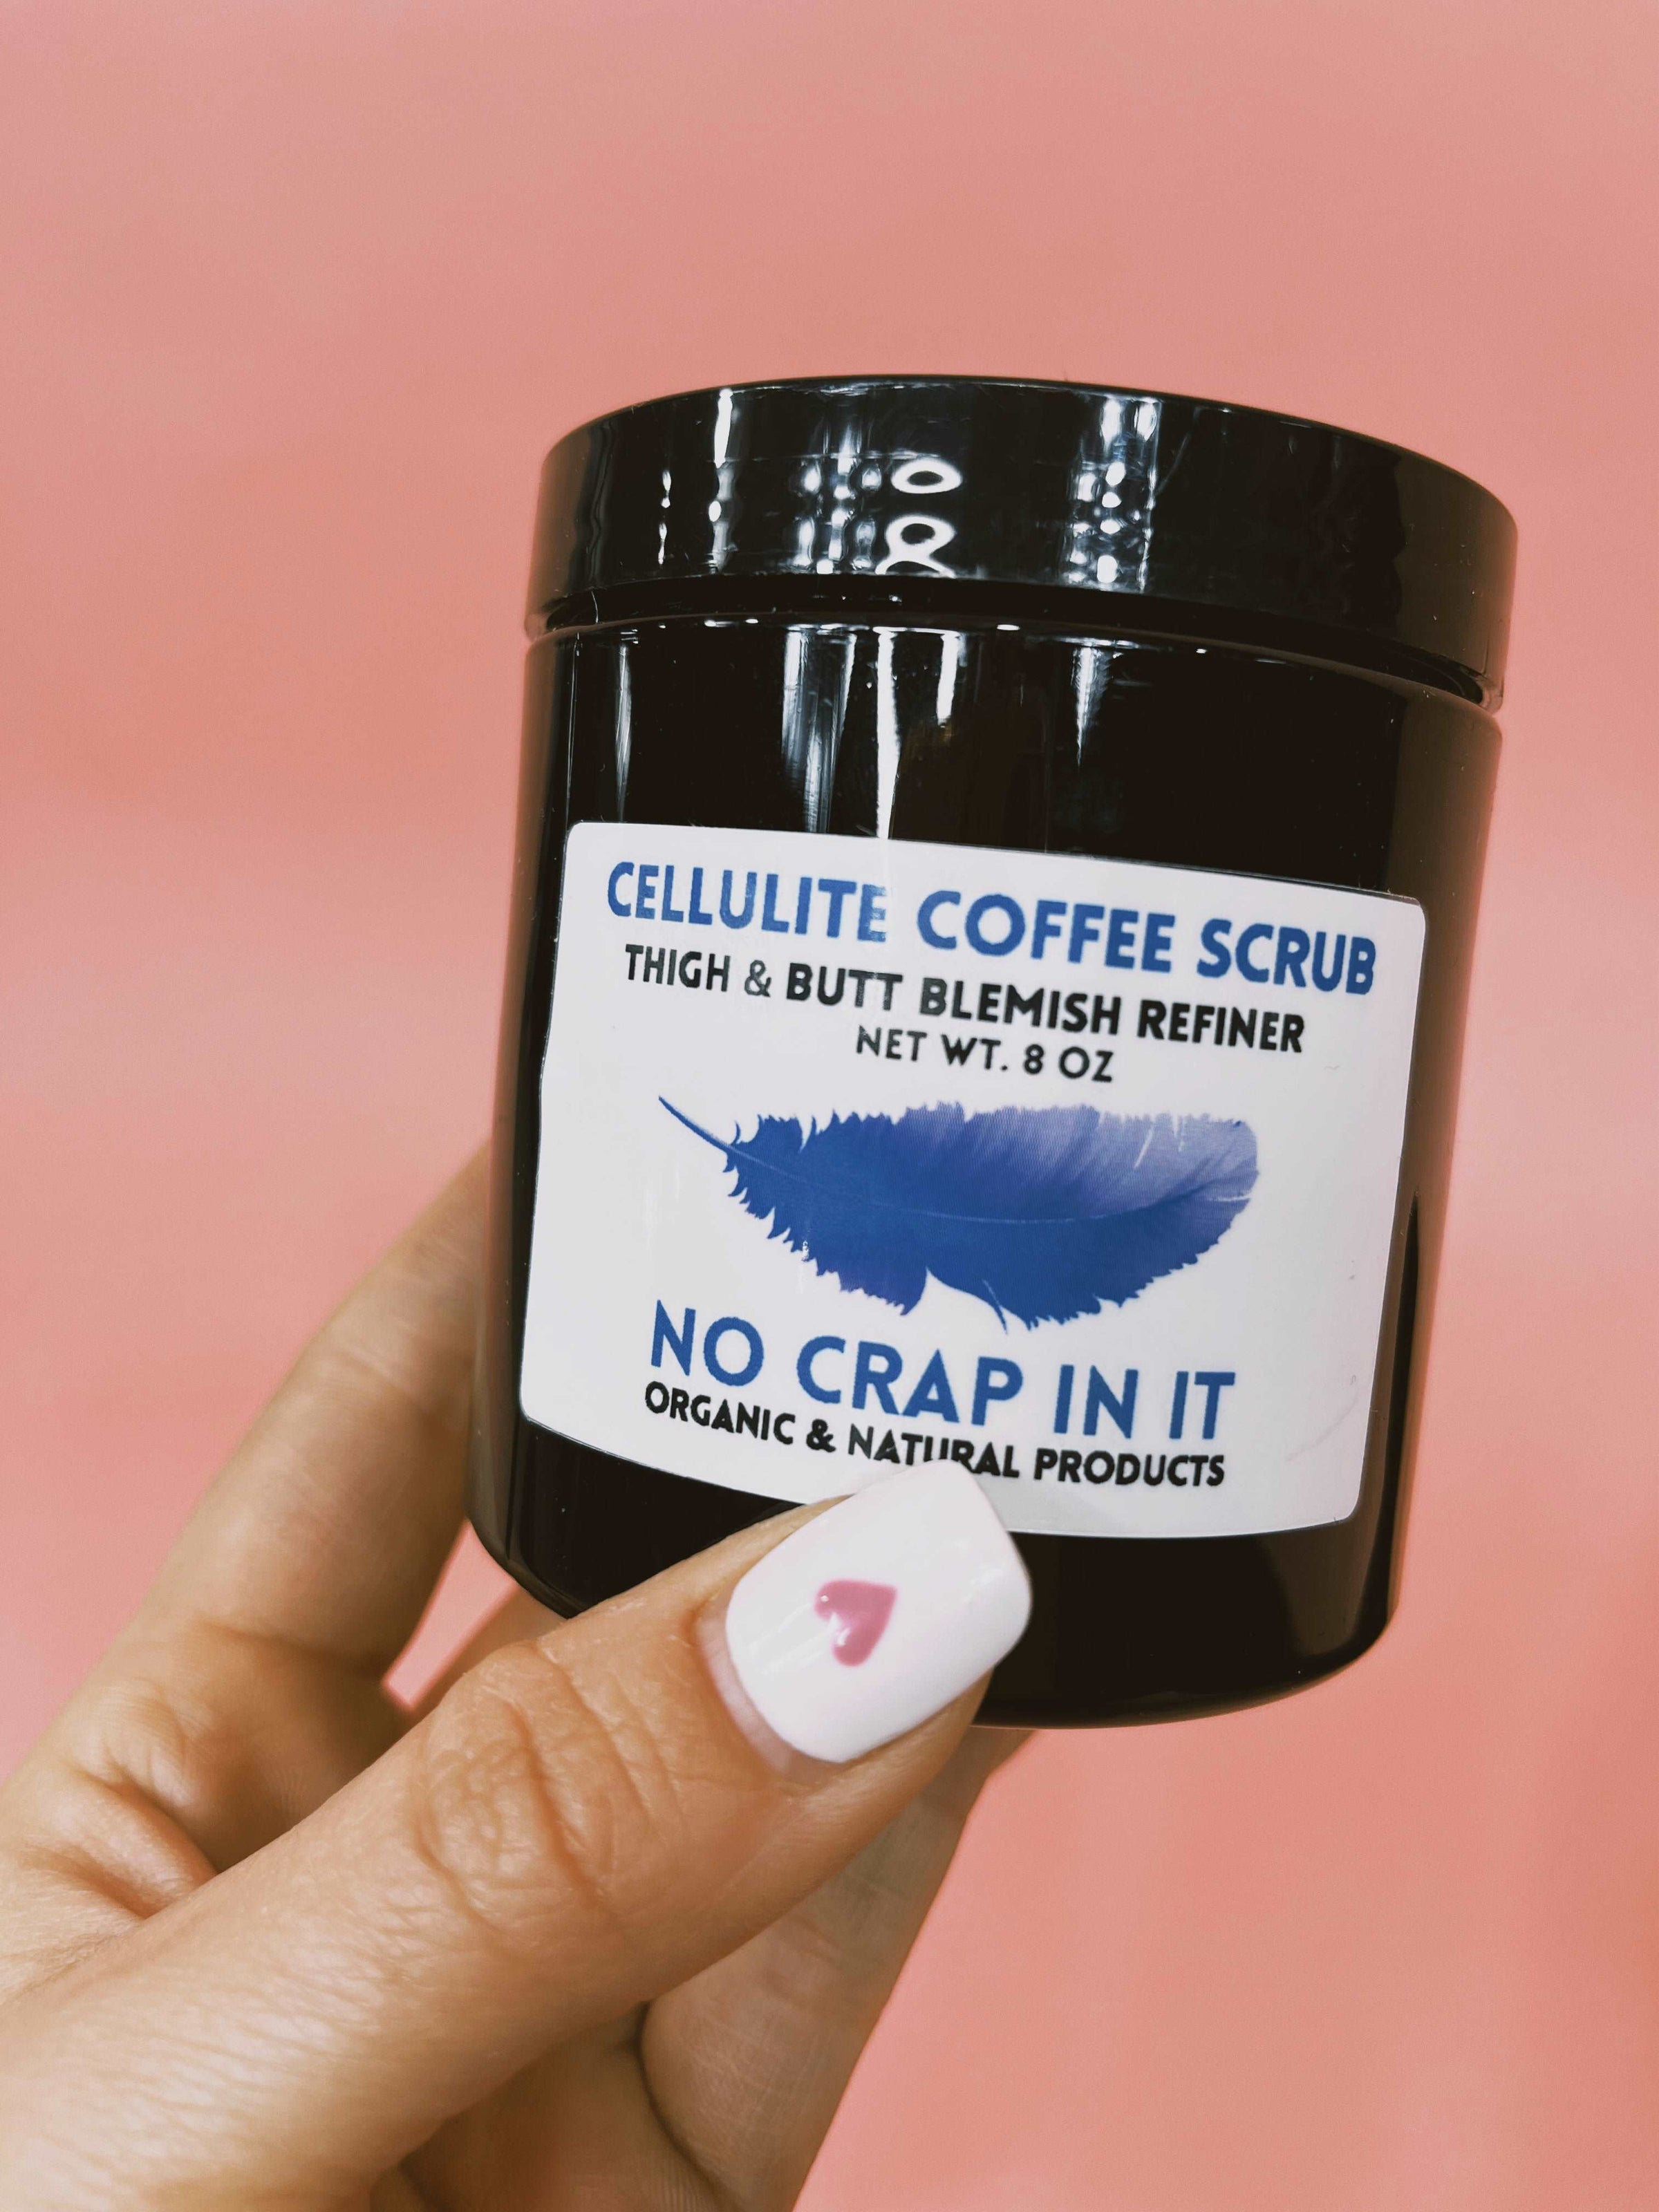 CELLULITE COFFEE SCRUB
THIGH & BUTT BLEMISH REFINER
NET WT. 8 OZ
NO CRAP IN IT
ORGANIC & NATURAL PRODUCTS